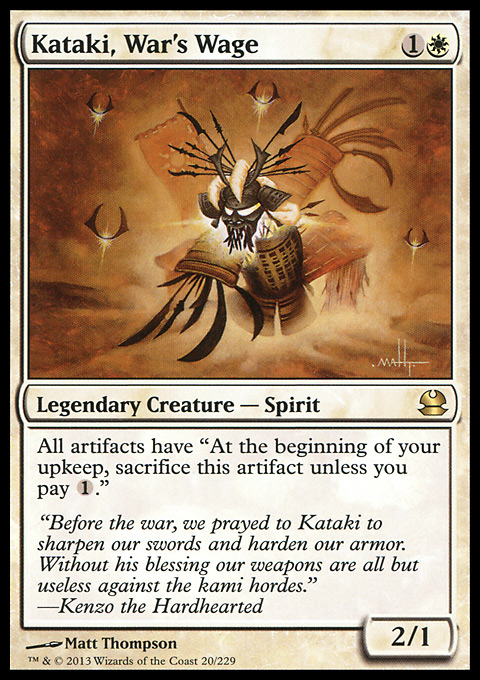 Kataki, War's Wage 1
MATT
Legendary Creature — Spirit
All artifacts have “At the beginning of your
upkeep, sacrifice this artifact unless you
pay 1.”
“Before the war, we prayed to Kataki to
sharpen our swords and harden our armor.
Without his blessing our weapons are all but
useless against the kami hordes.”
—Kenzo the Hardhearted
Matt Thompson
2/1
™ & © 2013 Wizards of the Coast 20/229